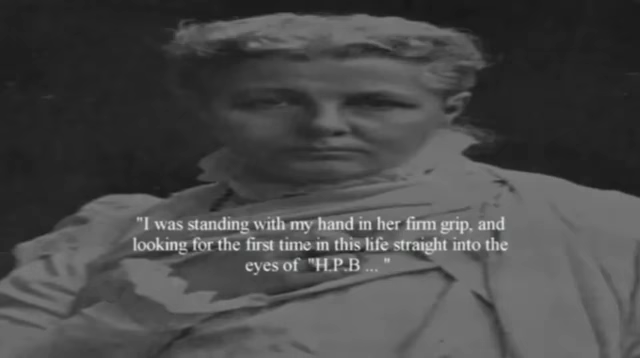 "I was standing with my hand in her firm grip, and
looking for the first time in this life straight into the
eyes of  "H.P.B ... "